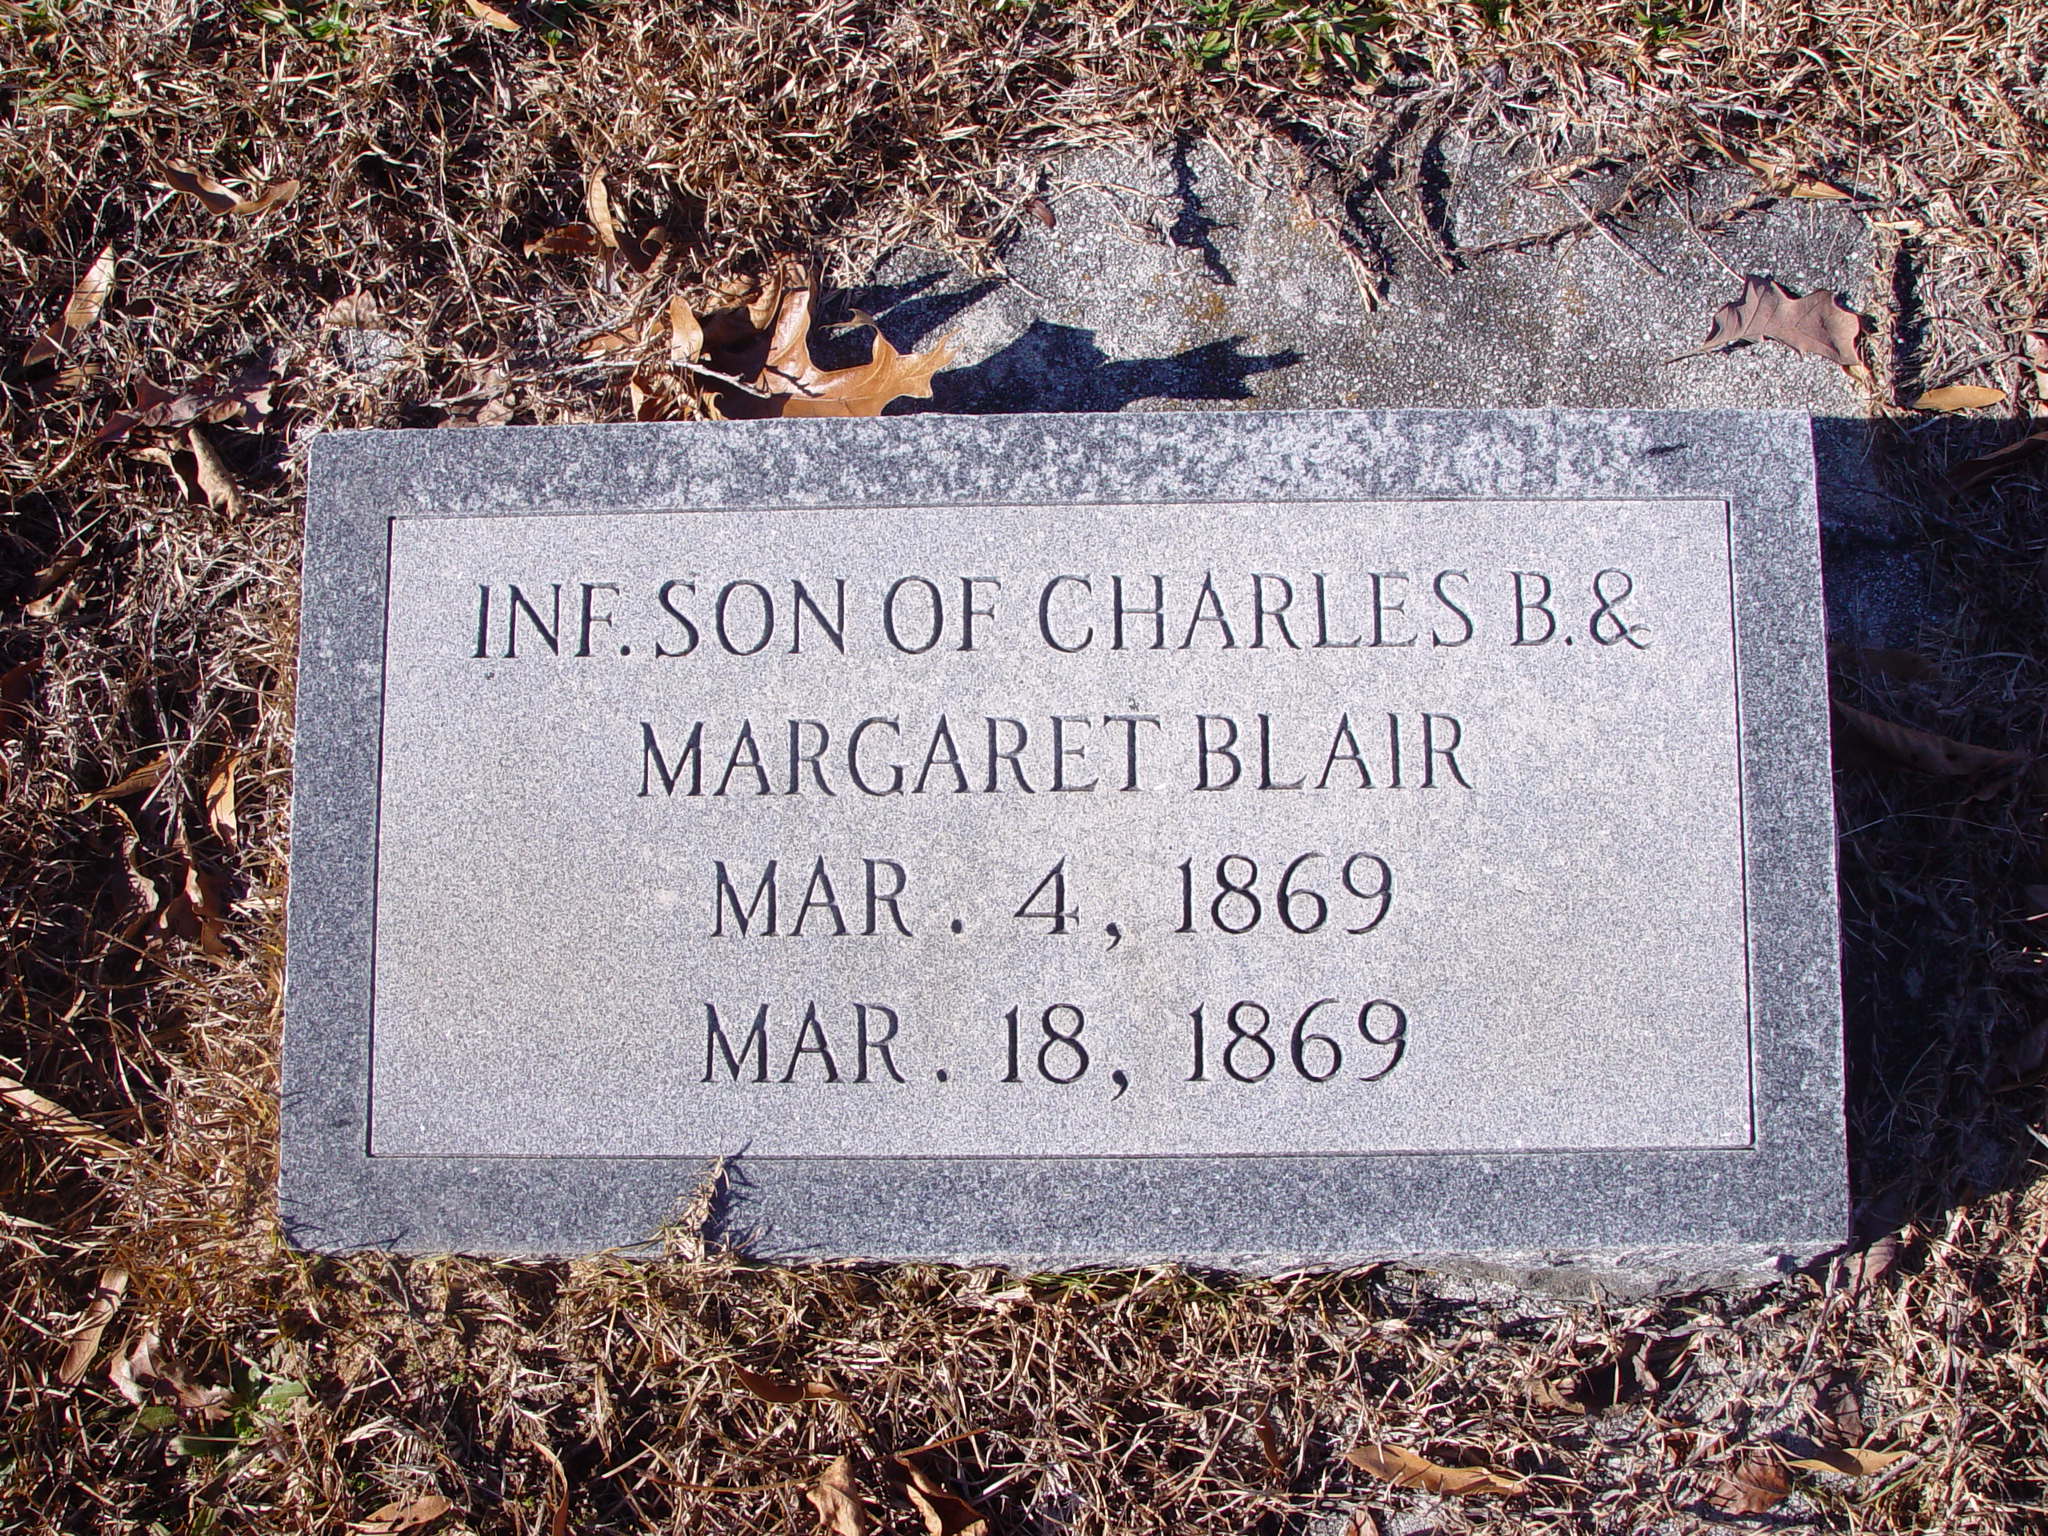 INF. SON OF CHARLES B. &
MARGARET BLAIR
MAR. 4, 1869
MAR. 18, 1869